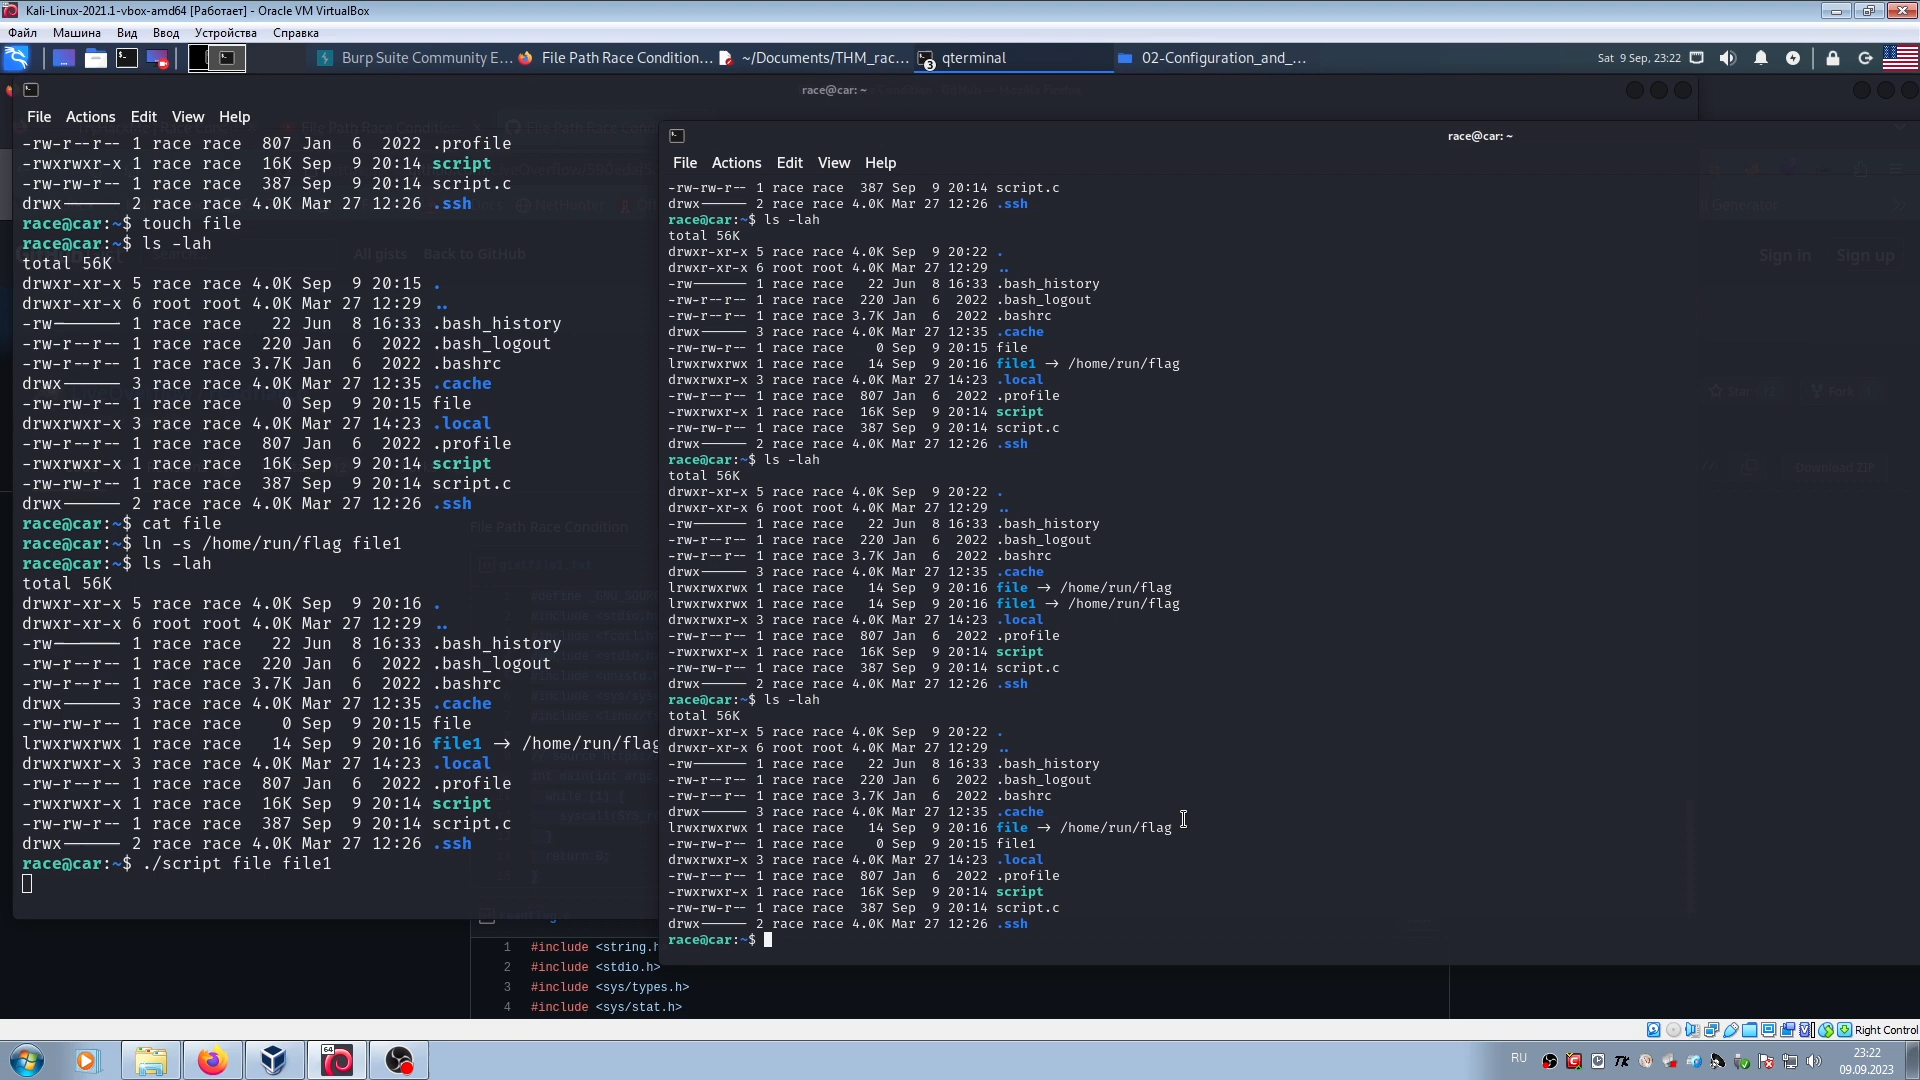 Kali-Linux-2021.1-vbox-amd64 [Работает] - Oracle VM VirtualBox
Файл Машина Вид Ввод Устройства Справка
Burp Suite Community E... File Path Race Condition... ~/Documents/THM_rac... qterminal 02-Configuration_and_... Sat 9 Sep, 23:22
3
race@car: ~
File Actions Edit View Help
-rw-r--r-- 1 race race 807 Jan 6 2022 .profile
-rwxrwxr-x 1 race race 16K Sep 9 20:14 script
-rw-rw-r-- 1 race race 387 Sep 9 20:14 script.c
drwx------ 2 race race 4.0K Mar 27 12:26 .ssh
race@car:~$ touch file
race@car:~$ ls -lah
total 56K
drwxr-xr-x 5 race race 4.0K Sep 9 20:15 .
drwxr-xr-x 6 root root 4.0K Mar 27 12:29 ..
-rw------- 1 race race 22 Jun 8 16:33 .bash_history
-rw-r--r-- 1 race race 220 Jan 6 2022 .bash_logout
-rw-r--r-- 1 race race 3.7K Jan 6 2022 .bashrc
drwx------ 3 race race 4.0K Mar 27 12:35 .cache
-rw-rw-r-- 1 race race 0 Sep 9 20:15 file
drwxrwxr-x 3 race race 4.0K Mar 27 14:23 .local
-rw-r--r-- 1 race race 807 Jan 6 2022 .profile
-rwxrwxr-x 1 race race 16K Sep 9 20:14 script
-rw-rw-r-- 1 race race 387 Sep 9 20:14 script.c
drwx------ 2 race race 4.0K Mar 27 12:26 .ssh
race@car:~$ cat file
race@car:~$ ln -s /home/run/flag file1
race@car:~$ ls -lah
total 56K
drwxr-xr-x 5 race race 4.0K Sep 9 20:16 .
drwxr-xr-x 6 root root 4.0K Mar 27 12:29 ..
-rw------- 1 race race 22 Jun 8 16:33 .bash_history
-rw-r--r-- 1 race race 220 Jan 6 2022 .bash_logout
-rw-r--r-- 1 race race 3.7K Jan 6 2022 .bashrc
drwx------ 3 race race 4.0K Mar 27 12:35 .cache
-rw-rw-r-- 1 race race 0 Sep 9 20:15 file
lrwxrwxrwx 1 race race 14 Sep 9 20:16 file1 → /home/run/flag
drwxrwxr-x 3 race race 4.0K Mar 27 14:23 .local
-rw-r--r-- 1 race race 807 Jan 6 2022 .profile
-rwxrwxr-x 1 race race 16K Sep 9 20:14 script
-rw-rw-r-- 1 race race 387 Sep 9 20:14 script.c
drwx------ 2 race race 4.0K Mar 27 12:26 .ssh
race@car:~$ ./script file file1
race@car: ~
File Actions Edit View Help
-rw-rw-r-- 1 race race 387 Sep 9 20:14 script.c
drwx------ 2 race race 4.0K Mar 27 12:26 .ssh
race@car:~$ ls -lah
total 56K
drwxr-xr-x 5 race race 4.0K Sep 9 20:22 .
drwxr-xr-x 6 root root 4.0K Mar 27 12:29 ..
-rw------- 1 race race 22 Jun 8 16:33 .bash_history
-rw-r--r-- 1 race race 220 Jan 6 2022 .bash_logout
-rw-r--r-- 1 race race 3.7K Jan 6 2022 .bashrc
drwx------ 3 race race 4.0K Mar 27 12:35 .cache
-rw-rw-r-- 1 race race 0 Sep 9 20:15 file
lrwxrwxrwx 1 race race 14 Sep 9 20:16 file1 → /home/run/flag
drwxrwxr-x 3 race race 4.0K Mar 27 14:23 .local
-rw-r--r-- 1 race race 807 Jan 6 2022 .profile
-rwxrwxr-x 1 race race 16K Sep 9 20:14 script
-rw-rw-r-- 1 race race 387 Sep 9 20:14 script.c
drwx------ 2 race race 4.0K Mar 27 12:26 .ssh
race@car:~$ ls -lah
total 56K
drwxr-xr-x 5 race race 4.0K Sep 9 20:22 .
drwxr-xr-x 6 root root 4.0K Mar 27 12:29 ..
-rw------- 1 race race 22 Jun 8 16:33 .bash_history
-rw-r--r-- 1 race race 220 Jan 6 2022 .bash_logout
-rw-r--r-- 1 race race 3.7K Jan 6 2022 .bashrc
drwx------ 3 race race 4.0K Mar 27 12:35 .cache
lrwxrwxrwx 1 race race 14 Sep 9 20:16 file → /home/run/flag
lrwxrwxrwx 1 race race 14 Sep 9 20:16 file1 → /home/run/flag
drwxrwxr-x 3 race race 4.0K Mar 27 14:23 .local
-rw-r--r-- 1 race race 807 Jan 6 2022 .profile
-rwxrwxr-x 1 race race 16K Sep 9 20:14 script
-rw-rw-r-- 1 race race 387 Sep 9 20:14 script.c
drwx------ 2 race race 4.0K Mar 27 12:26 .ssh
race@car:~$ ls -lah
total 56K
drwxr-xr-x 5 race race 4.0K Sep 9 20:22 .
drwxr-xr-x 6 root root 4.0K Mar 27 12:29 ..
-rw------- 1 race race 22 Jun 8 16:33 .bash_history
-rw-r--r-- 1 race race 220 Jan 6 2022 .bash_logout
-rw-r--r-- 1 race race 3.7K Jan 6 2022 .bashrc
drwx------ 3 race race 4.0K Mar 27 12:35 .cache
lrwxrwxrwx 1 race race 14 Sep 9 20:16 file → /home/run/flag
-rw-rw-r-- 1 race race 0 Sep 9 20:15 file1
drwxrwxr-x 3 race race 4.0K Mar 27 14:23 .local
-rw-r--r-- 1 race race 807 Jan 6 2022 .profile
-rwxrwxr-x 1 race race 16K Sep 9 20:14 script
-rw-rw-r-- 1 race race 387 Sep 9 20:14 script.c
drwx------ 2 race race 4.0K Mar 27 12:26 .ssh
race@car:~$
All gists Back to GitHub
Sign in Sign up
Download ZIP
File Path Race Condition
1 #include <string.h
2 #include <stdio.h>
3 #include <sys/types.h>
4 #include <sys/stat.h>
Right Control
64
RU
23:22
09.09.2023